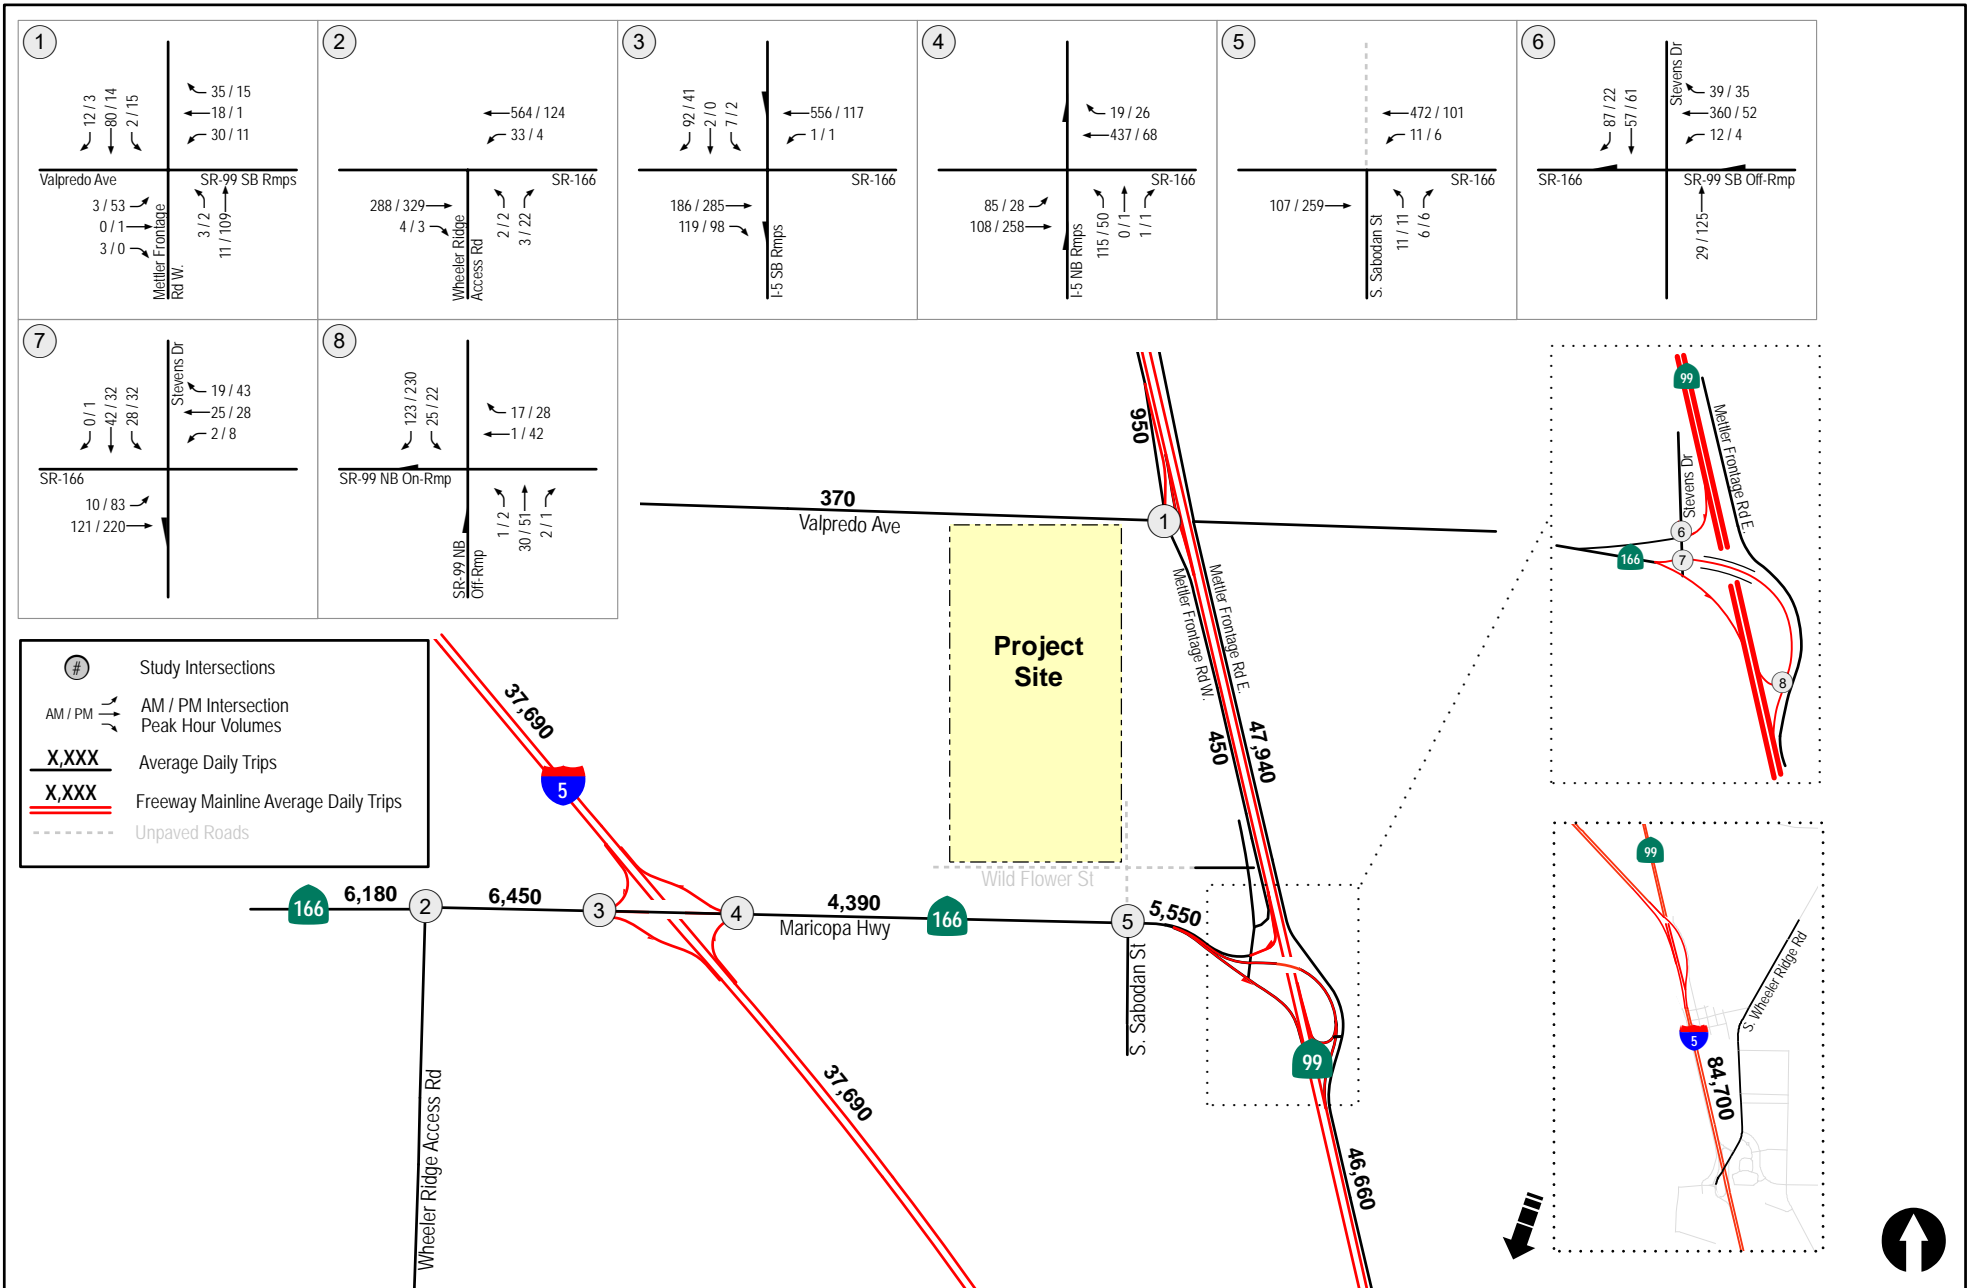 1
12 / 3
80 / 14
2 / 15
35 / 15
18 / 1
30 / 11
Valpredo Ave
SR-99 SB Rmps
3 / 53
0 / 1
3 / 0
Mettler Frontage
Rd W.
3 / 2
11 / 109
2
564 / 124
33 / 4
SR-166
288 / 329
4 / 3
Wheeler Ridge
Access Rd
2 / 2
3 / 22
3
92 / 41
2 / 0
7 / 2
556 / 117
1 / 1
SR-166
186 / 285
119 / 98
I-5 SB Rmps
4
19 / 26
437 / 68
SR-166
85 / 28
108 / 258
I-5 NB Rmps
115 / 50
0 / 1
1 / 1
5
472 / 101
11 / 6
SR-166
107 / 259
S. Sabodan St
11 / 11
6 / 6
6
87 / 22
57 / 61
Stevens Dr
39 / 35
360 / 52
12 / 4
SR-166
SR-99 SB Off-Rmp
29 / 125
7
0 / 1
42 / 32
28 / 32
Stevens Dr
19 / 43
25 / 28
2 / 8
SR-166
10 / 83
121 / 220
8
123 / 230
25 / 22
17 / 28
1 / 42
SR-99 NB On-Rmp
SR-99 NB
Off-Rmp
1 / 2
30 / 51
2 / 1
950
370
Valpredo Ave
1
Mettler Frontage Rd W.
Mettler Frontage Rd E.
Project
Site
450
47,940
99
Mettler Frontage Rd E.
Stevens Dr
6
166
7
8
#
Study Intersections
AM / PM
AM / PM Intersection
Peak Hour Volumes
X,XXX
Average Daily Trips
X,XXX
Freeway Mainline Average Daily Trips
Unpaved Roads
37,690
5
Wild Flower St
166
6,180
2
6,450
3
4
4,390
Maricopa Hwy
166
5
5,550
S. Sabodan St
99
37,690
46,660
Wheeler Ridge Access Rd
99
S. Wheeler Ridge Rd
5
84,700